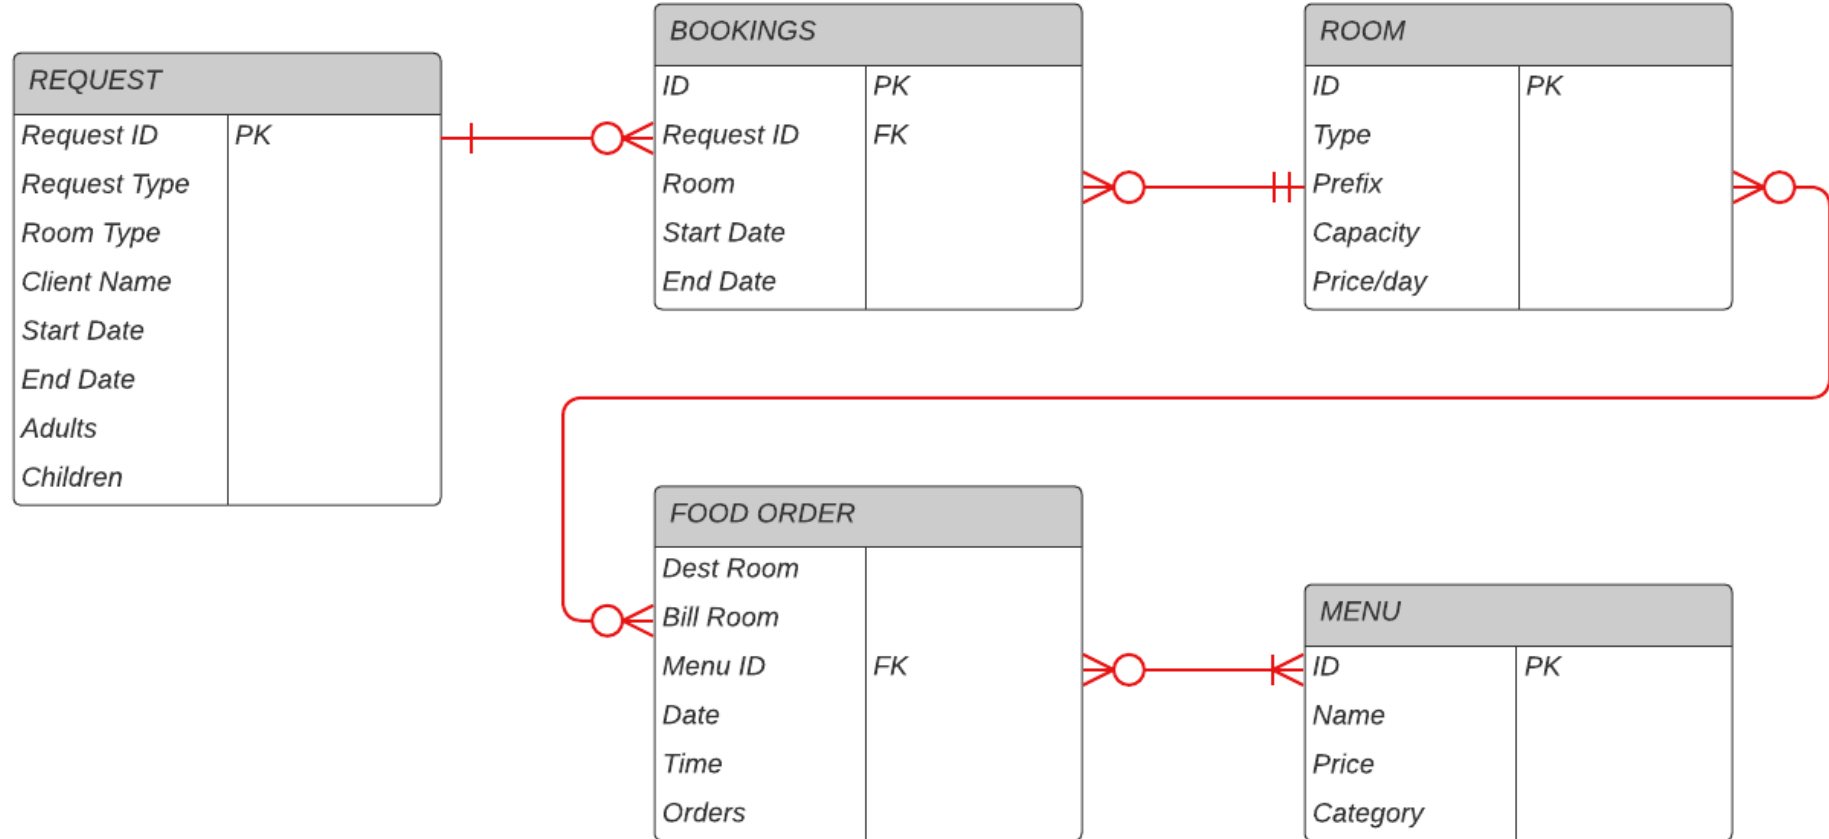 REQUEST
Request ID PK
Request Type
Room Type
Client Name
Start Date
End Date
Adults
Children
BOOKINGS
ID PK
Request ID FK
Room
Start Date
End Date
ROOM
ID PK
Type
Prefix
Capacity
Price/day
FOOD ORDER
Dest Room
Bill Room
Menu ID FK
Date
Time
Orders
MENU
ID PK
Name
Price
Category